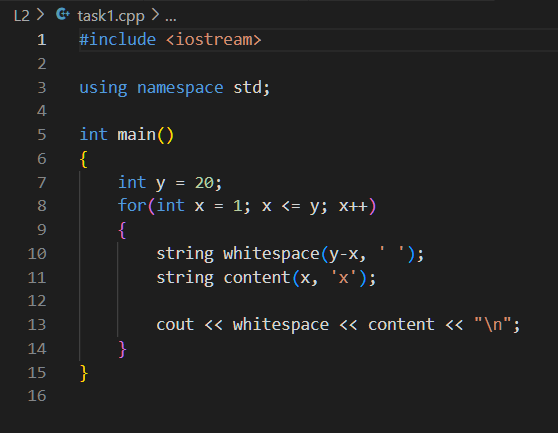 L2 > task1.cpp > ...
1 #include <iostream>
2
3 using namespace std;
4
5 int main()
6 {
7     int y = 20;
8     for(int x = 1; x <= y; x++)
9     {
10         string whitespace(y-x, ' ');
11         string content(x, 'x');
12
13         cout << whitespace << content << "\n";
14     }
15 }
16